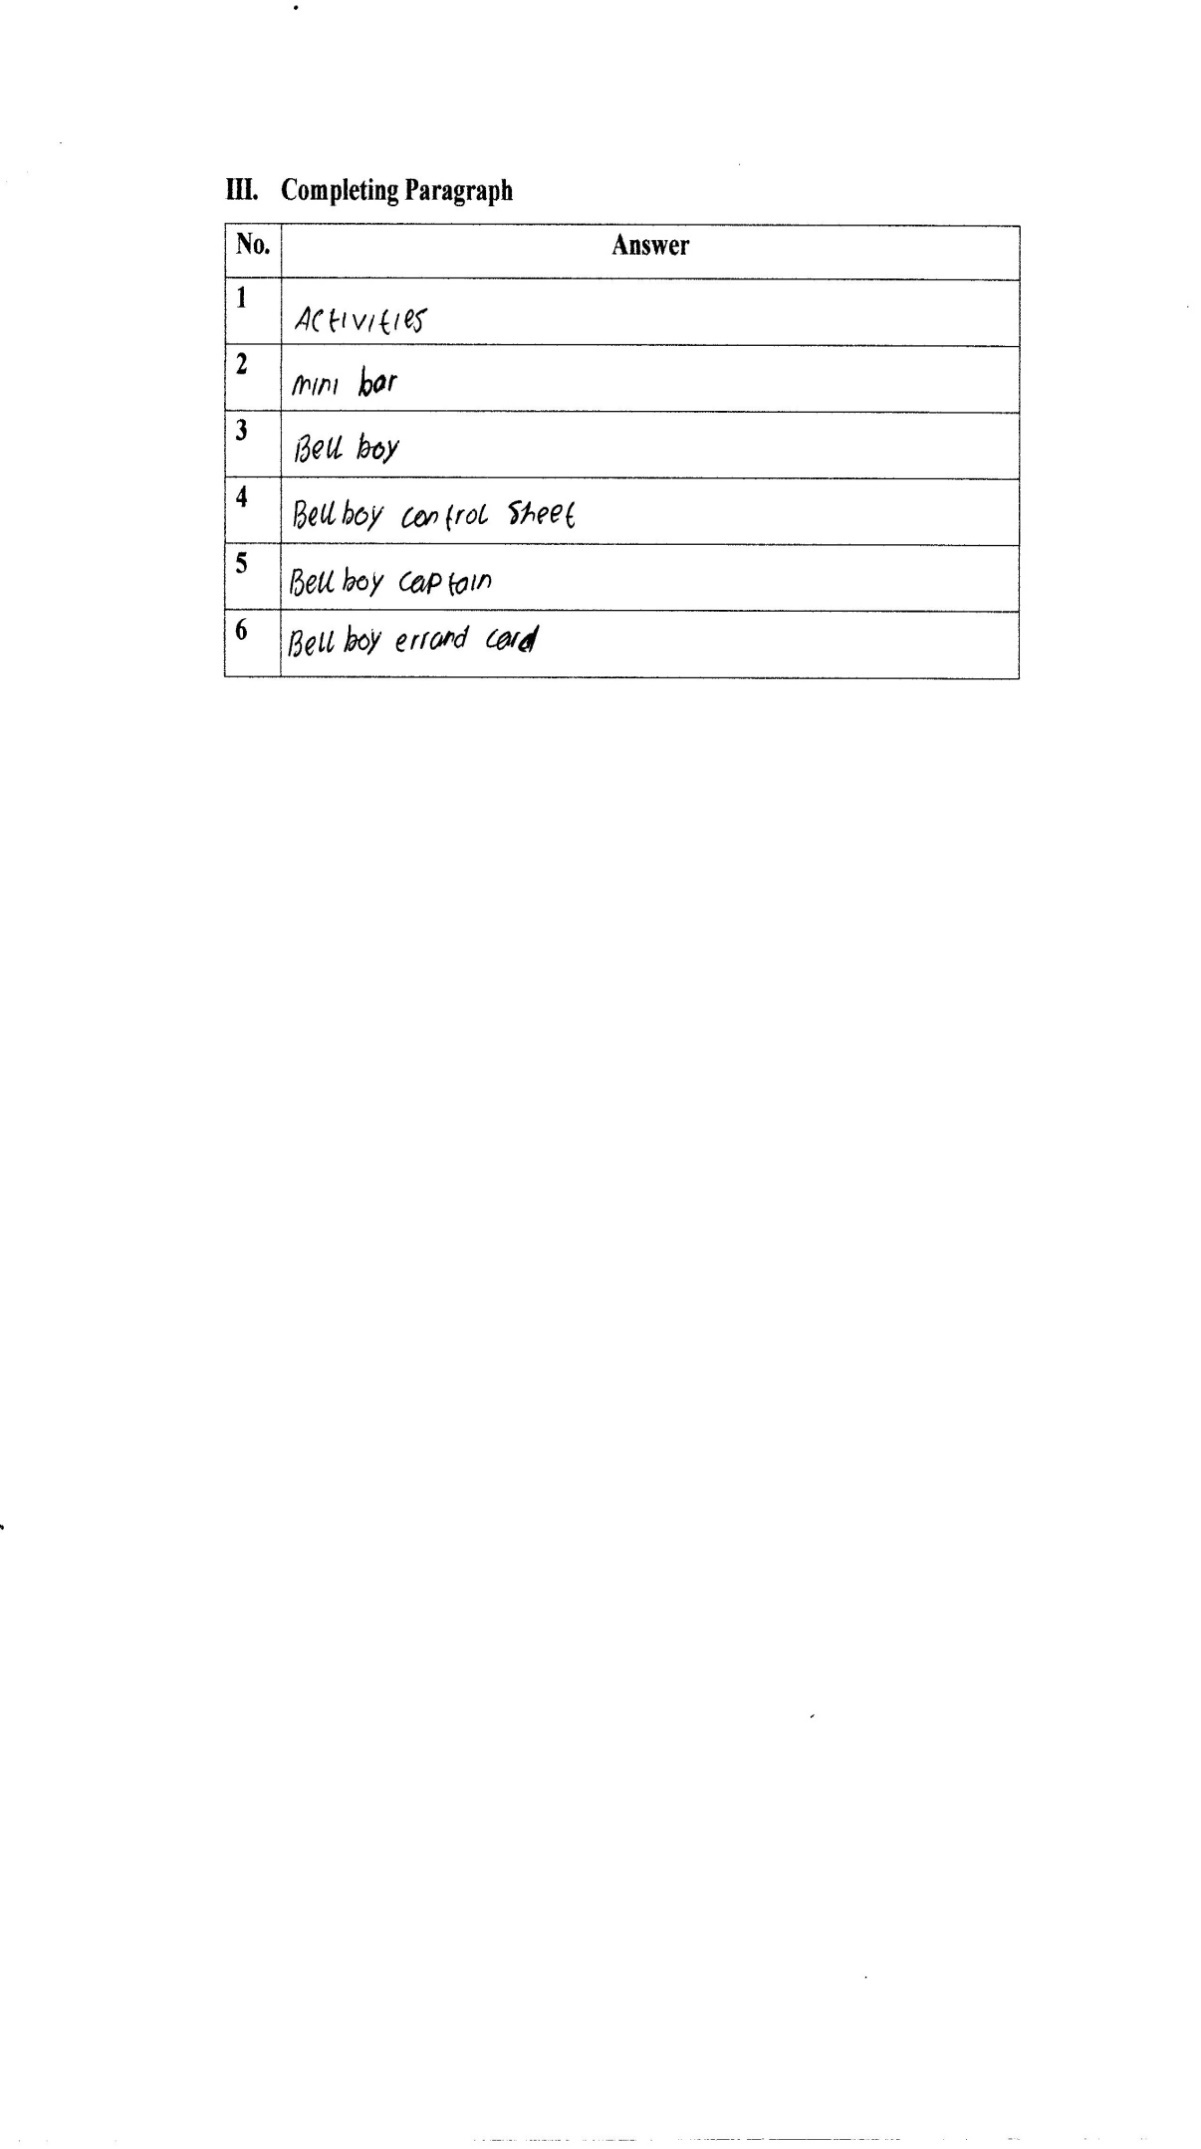 III. Completing Paragraph
No. Answer
1 Activities
2 mini bar
3 Bell boy
4 Bell boy control Sheet
5 Bell boy captain
6 Bell boy errand card